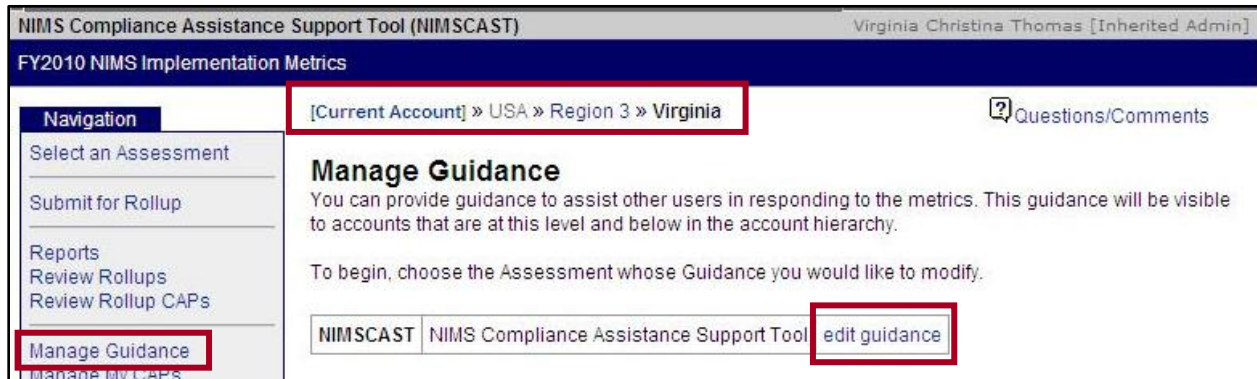 NIMS Compliance Assistance Support Tool (NIMSCAST)
Virginia Christina Thomas [Inherited Admin]
FY2010 NIMS Implementation Metrics
Navigation
Select an Assessment
Submit for Rollup
Reports
Review Rollups
Review Rollup CAPs
Manage Guidance
Manage My CAPs
[Current Account] » USA » Region 3 » Virginia
Questions/Comments
Manage Guidance
You can provide guidance to assist other users in responding to the metrics. This guidance will be visible
to accounts that are at this level and below in the account hierarchy.
To begin, choose the Assessment whose Guidance you would like to modify.
NIMSCAST NIMS Compliance Assistance Support Tool edit guidance